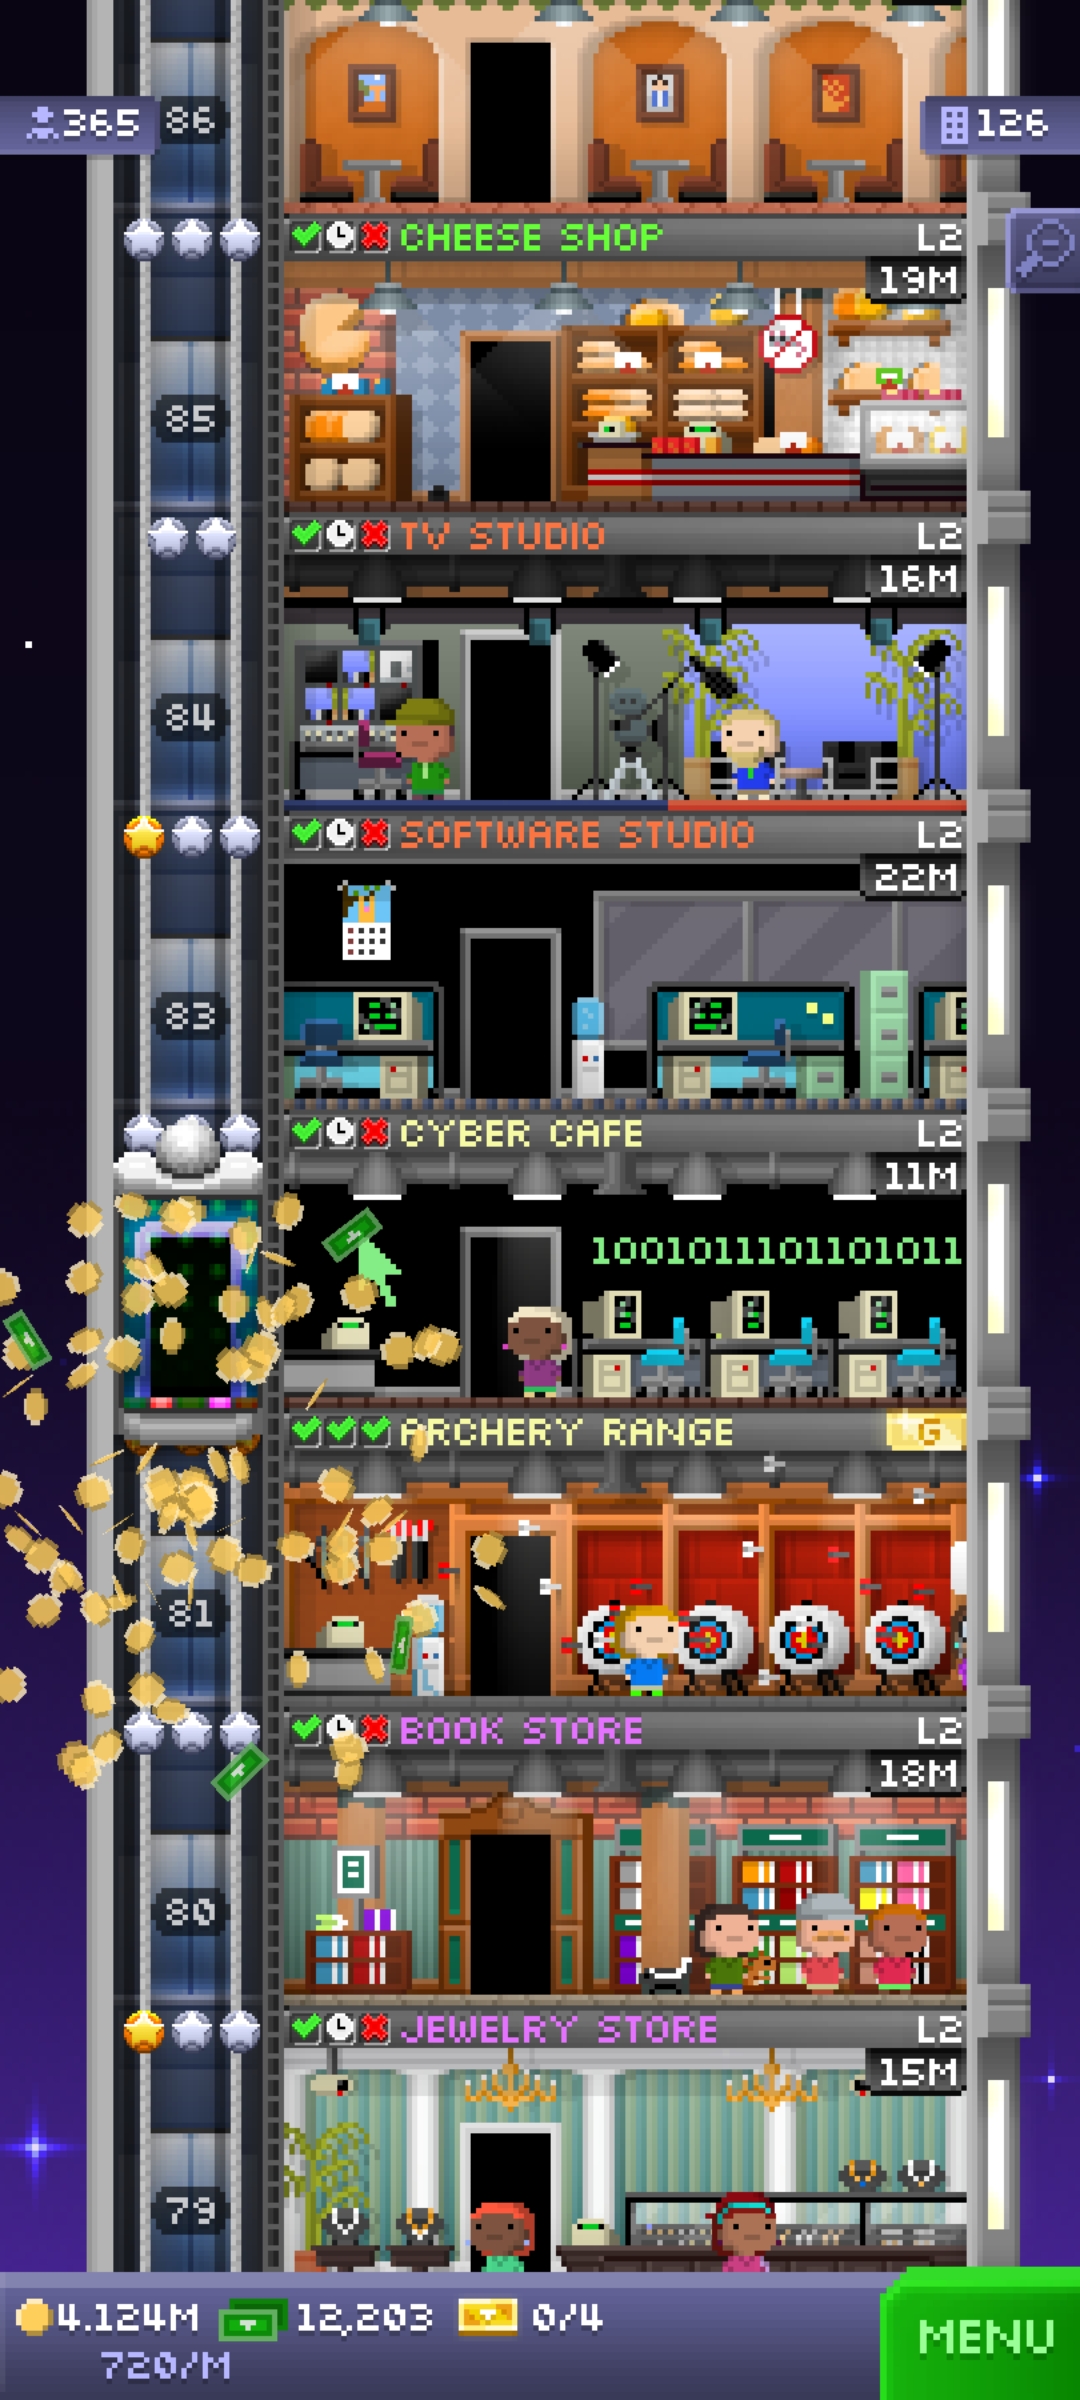 86
365
126
CHEESE SHOP L2
19M
85
TV STUDIO L2
16M
84
SOFTWARE STUDIO L2
22M
83
CYBER CAFE L2
11M
1001011101101011
ARCHERY RANGE G
81
BOOK STORE L2
18M
80
JEWELRY STORE L2
15M
79
4.124M 12,203 0/4
720/M
MENU